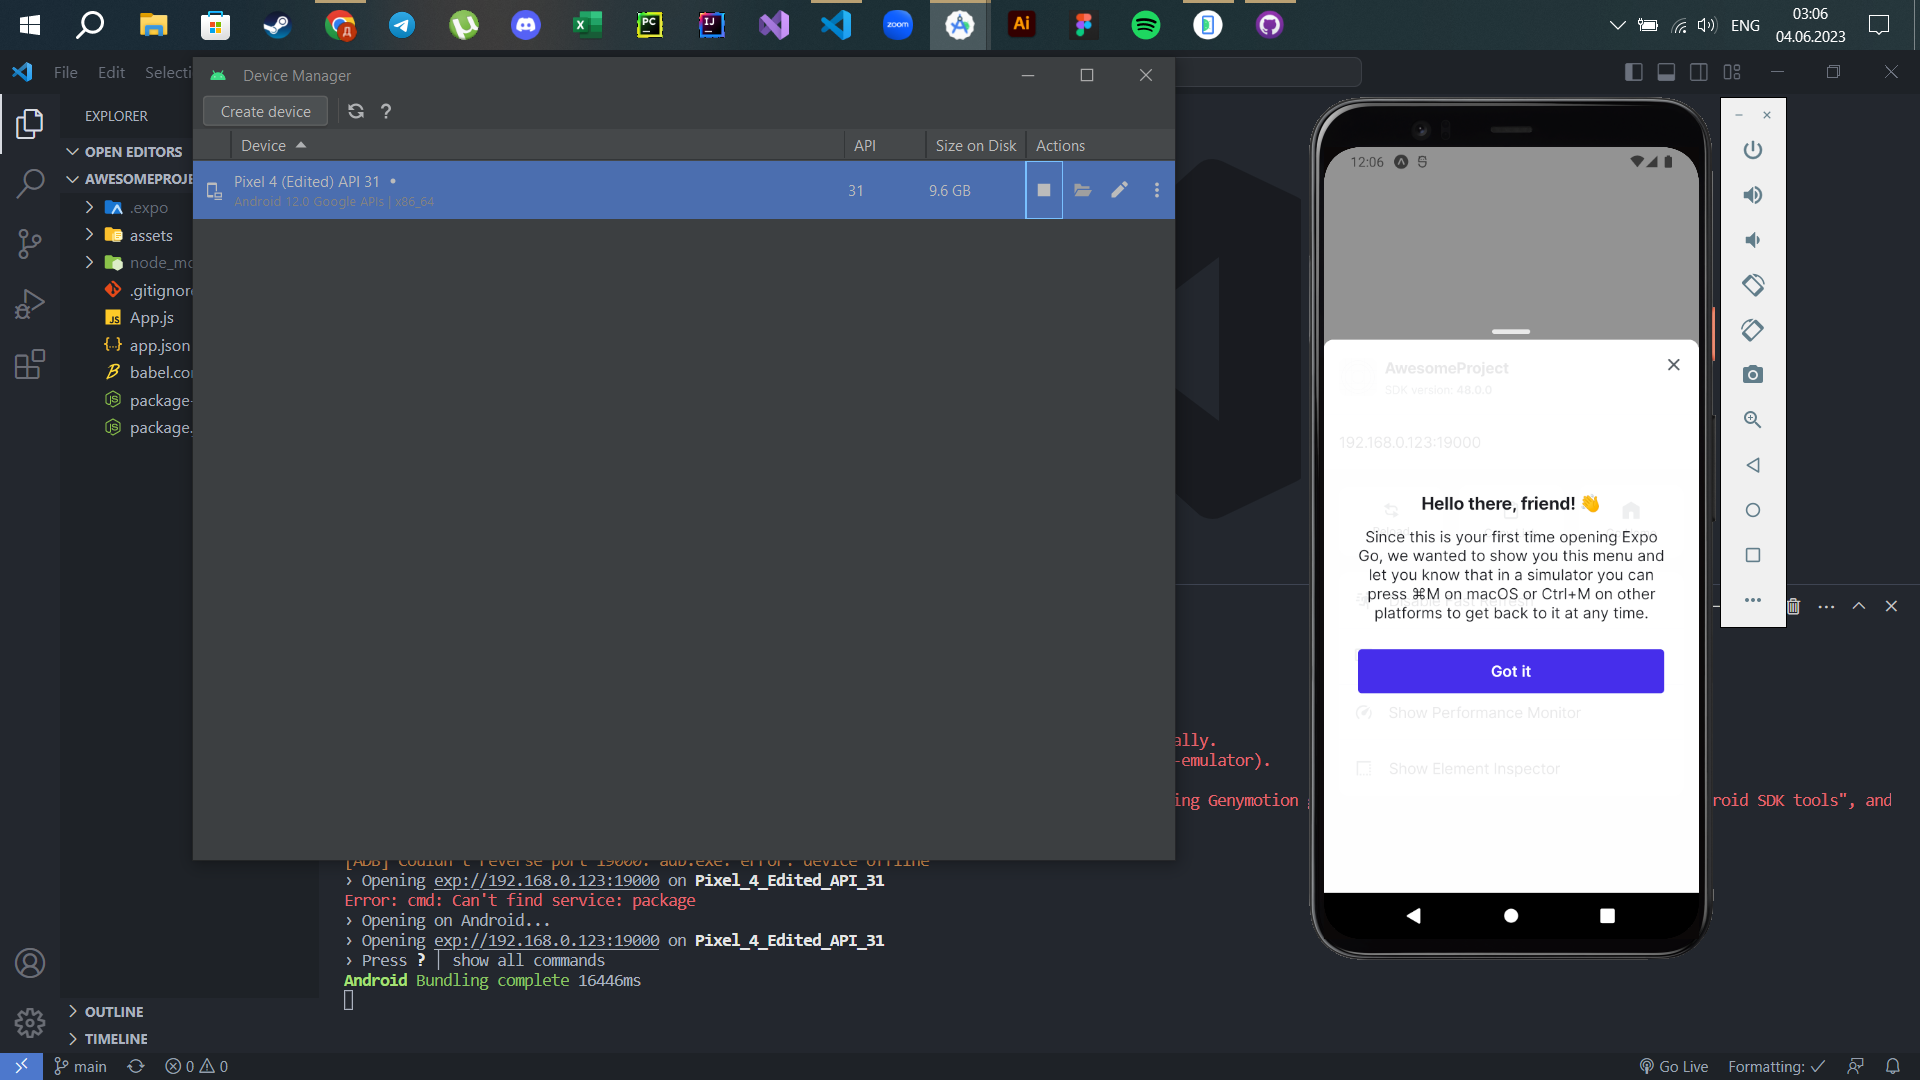 ENG
03:06
04.06.2023
File
Edit
Selecti
Device Manager
EXPLORER
Create device
?
OPEN EDITORS
Device
API
Size on Disk
Actions
AWESOMEPROJE
Pixel 4 (Edited) API 31 •
Android 12.0 Google APIs | x86_64
31
9.6 GB
.expo
assets
node_mo
.gitignor
App.js
app.json
babel.co
package-
package.
12:06
AwesomeProject
SDK version: 48.0.0
192.168.0.123:19000
Hello there, friend! 👋
Since this is your first time opening Expo
Go, we wanted to show you this menu and
let you know that in a simulator you can
press ⌘M on macOS or Ctrl+M on other
platforms to get back to it at any time.
Got it
Show Performance Monitor
Show Element Inspector
ally.
-emulator).
ing Genymotion
roid SDK tools", and
[ADB] Couldn't reverse port 19000: adb.exe: error: device offline
› Opening exp://192.168.0.123:19000 on Pixel_4_Edited_API_31
Error: cmd: Can't find service: package
› Opening on Android...
› Opening exp://192.168.0.123:19000 on Pixel_4_Edited_API_31
› Press ? │ show all commands
Android Bundling complete 16446ms
OUTLINE
TIMELINE
main
0
0
Go Live
Formatting: ✓